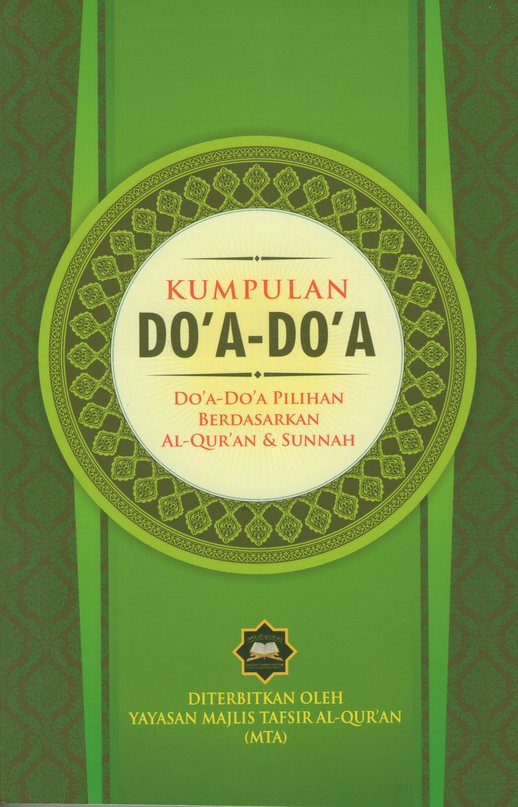 KUMPULAN
DO'A-DO'A
DO'A-DO'A PILIHAN
BERDASARKAN
AL-QUR'AN & SUNNAH
DITERBITKAN OLEH
YAYASAN MAJLIS TAFSIR AL-QUR'AN
(MTA)